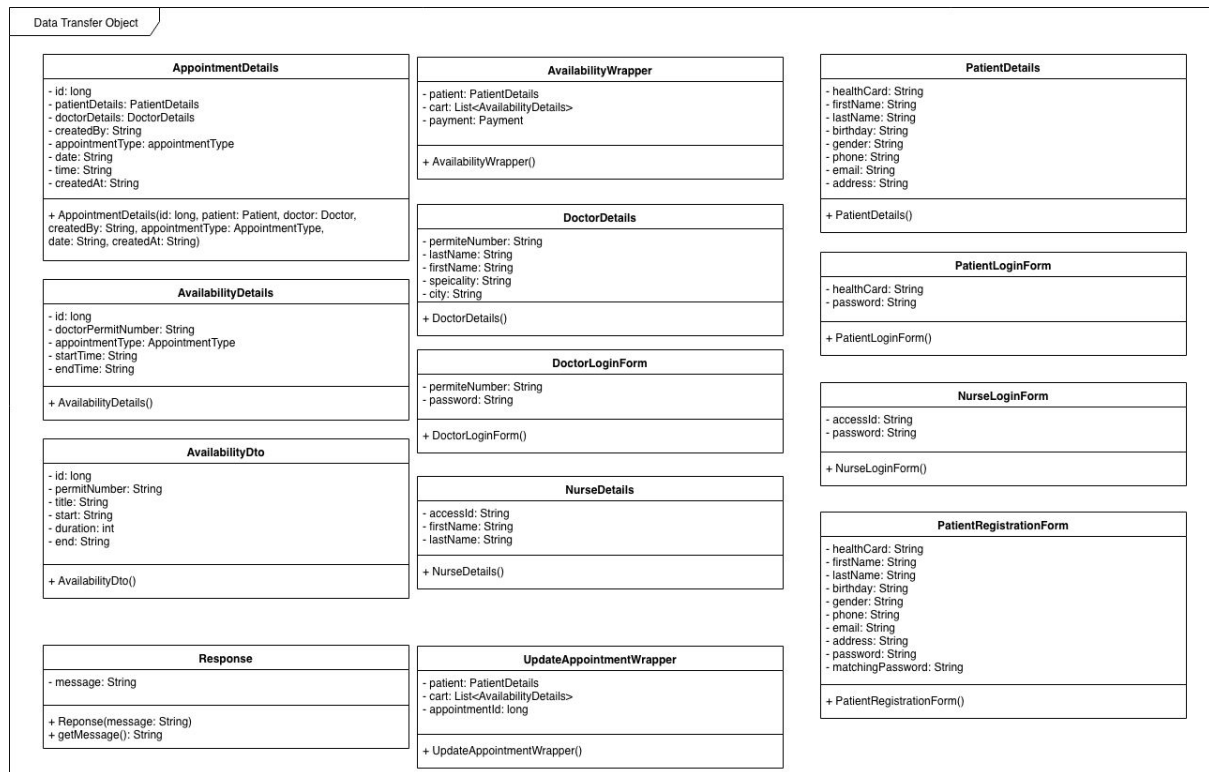 Data Transfer Object
AppointmentDetails
- id: long
- patientDetails: PatientDetails
- doctorDetails: DoctorDetails
- createdBy: String
- appointmentType: appointmentType
- date: String
- time: String
- createdAt: String
+ AppointmentDetails(id: long, patient: Patient, doctor: Doctor,
createdBy: String, appointmentType: AppointmentType,
date: String, createdAt: String)
AvailabilityDetails
- id: long
- doctorPermitNumber: String
- appointmentType: AppointmentType
- startTime: String
- endTime: String
+ AvailabilityDetails()
AvailabilityDto
- id: long
- permitNumber: String
- title: String
- start: String
- duration: int
- end: String
+ AvailabilityDto()
Response
- message: String
+ Reponse(message: String)
+ getMessage(): String
AvailabilityWrapper
- patient: PatientDetails
- cart: List<AvailabilityDetails>
- payment: Payment
+ AvailabilityWrapper()
DoctorDetails
- permiteNumber: String
- lastName: String
- firstName: String
- speicality: String
- city: String
+ DoctorDetails()
DoctorLoginForm
- permiteNumber: String
- password: String
+ DoctorLoginForm()
NurseDetails
- accessId: String
- firstName: String
- lastName: String
+ NurseDetails()
UpdateAppointmentWrapper
- patient: PatientDetails
- cart: List<AvailabilityDetails>
- appointmentId: long
+ UpdateAppointmentWrapper()
PatientDetails
- healthCard: String
- firstName: String
- lastName: String
- birthday: String
- gender: String
- phone: String
- email: String
- address: String
+ PatientDetails()
PatientLoginForm
- healthCard: String
- password: String
+ PatientLoginForm()
NurseLoginForm
- accessId: String
- password: String
+ NurseLoginForm()
PatientRegistrationForm
- healthCard: String
- firstName: String
- lastName: String
- birthday: String
- gender: String
- phone: String
- email: String
- address: String
- password: String
- matchingPassword: String
+ PatientRegistrationForm()